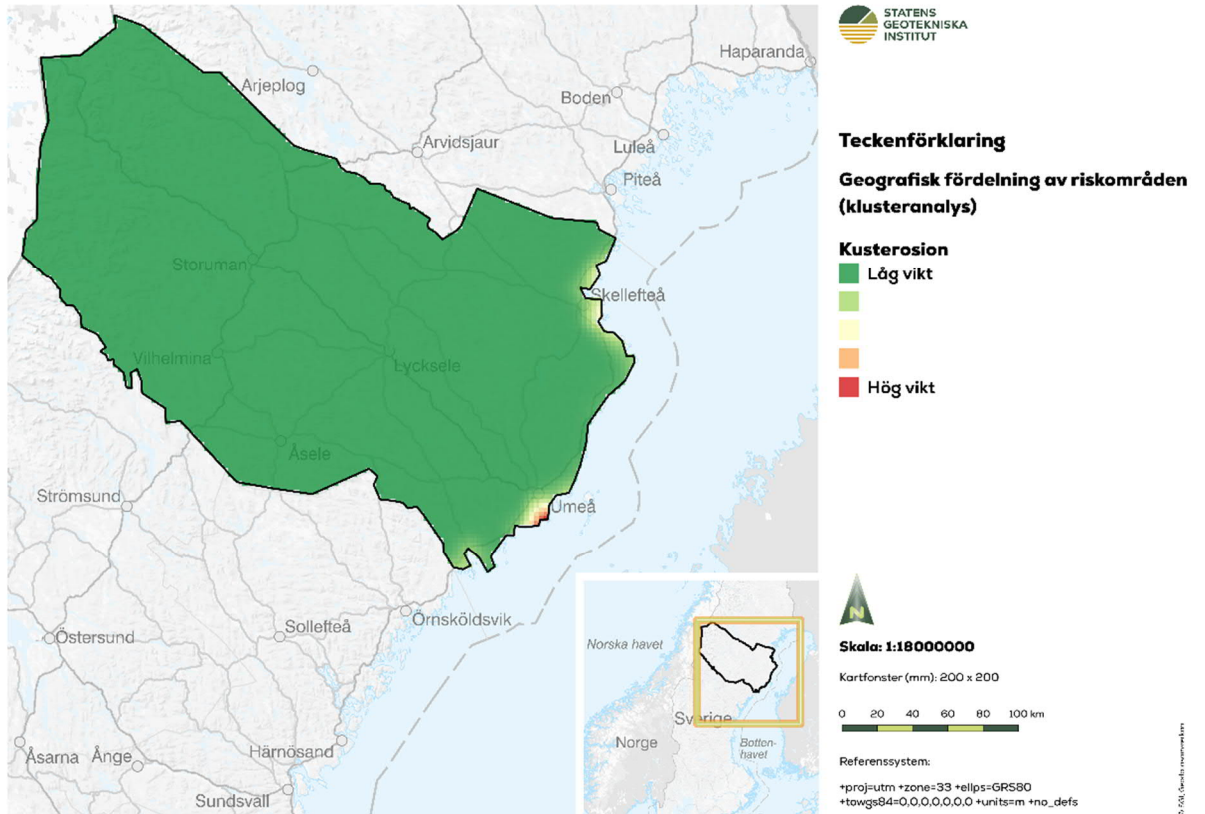 STATENS
GEOTEKNISKA
INSTITUT
Haparanda
Arjeplog
Boden
Luleå
Arvidsjaur
Piteå
Storuman
Skellefteå
Vilhelmina
Lycksele
Åsele
Strömsund
Umeå
Örnsköldsvik
Sollefteå
Östersund
Åsarna
Ånge
Härnösand
Sundsvall
Norska havet
Sverige
Norge
Botten-
havet
Teckenförklaring
Geografisk fördelning av riskområden
(klusteranalys)
Kusterosion
Låg vikt
Hög vikt
N
Skala: 1:18000000
Kartfonster (mm): 200 x 200
0 20 40 60 80 100 km
Referenssystem:
+proj=utm +zone=33 +ellps=GRS80
+towgs84=0,0,0,0,0,0,0 +units=m +no_defs